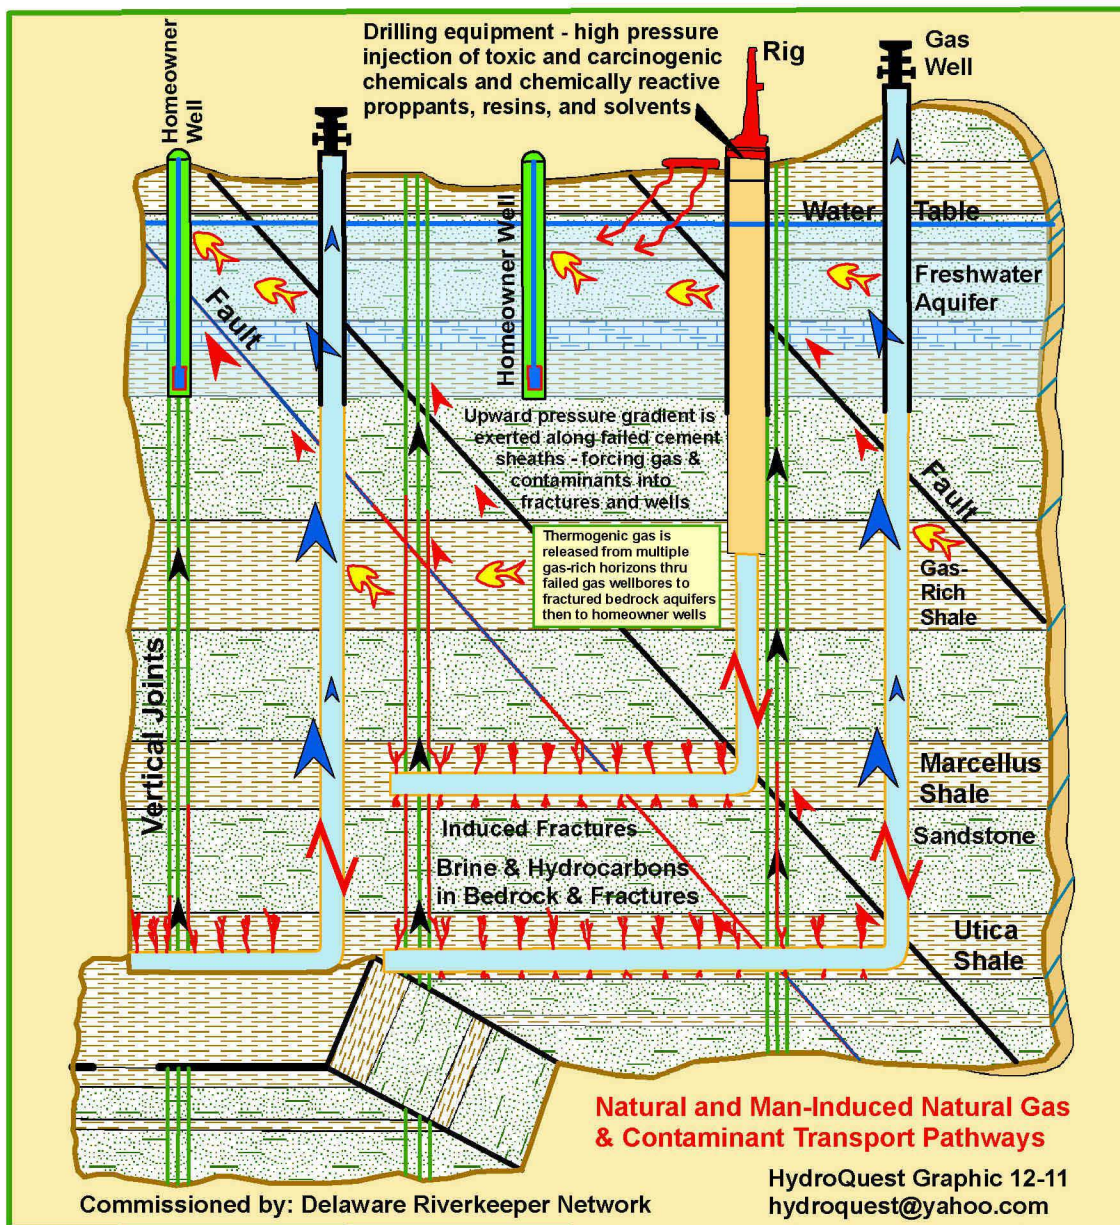 Drilling equipment - high pressure
injection of toxic and carcinogenic
chemicals and chemically reactive
proppants, resins, and solvents
Rig
Gas
Well
Homeowner
Well
Water Table
Freshwater
Aquifer
Fault
Homeowner Well
Upward pressure gradient is
exerted along failed cement
sheaths - forcing gas &
contaminants into
fractures and wells
Thermogenic gas is
released from multiple
gas-rich horizons thru
failed gas wellbores to
fractured bedrock aquifers
then to homeowner wells
Fault
Gas-
Rich
Shale
Vertical Joints
Marcellus
Shale
Induced Fractures
Sandstone
Brine & Hydrocarbons
in Bedrock & Fractures
Utica
Shale
Natural and Man-Induced Natural Gas
& Contaminant Transport Pathways
Commissioned by: Delaware Riverkeeper Network
HydroQuest Graphic 12-11
hydroquest@yahoo.com